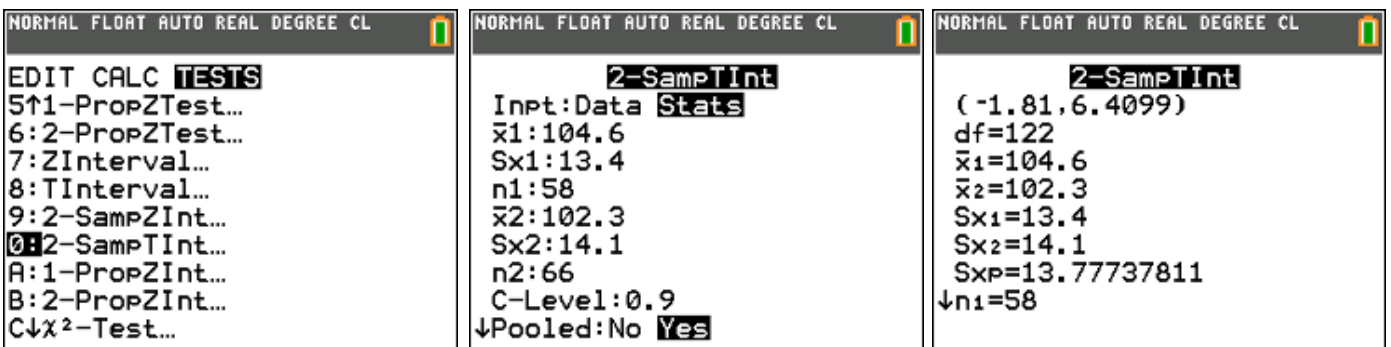 NORMAL FLOAT AUTO REAL DEGREE CL
EDIT CALC TESTS
5↑1-PropZTest…
6:2-PropZTest…
7:ZInterval…
8:TInterval…
9:2-SampZInt…
0:2-SampTInt…
A:1-PropZInt…
B:2-PropZInt…
C↓χ²-Test…
NORMAL FLOAT AUTO REAL DEGREE CL
2-SampTInt
Inpt:Data Stats
x̄1:104.6
Sx1:13.4
n1:58
x̄2:102.3
Sx2:14.1
n2:66
C-Level:0.9
↓Pooled:No Yes
NORMAL FLOAT AUTO REAL DEGREE CL
2-SampTInt
(-1.81,6.4099)
df=122
x̄1=104.6
x̄2=102.3
Sx1=13.4
Sx2=14.1
Sxp=13.77737811
↓n1=58